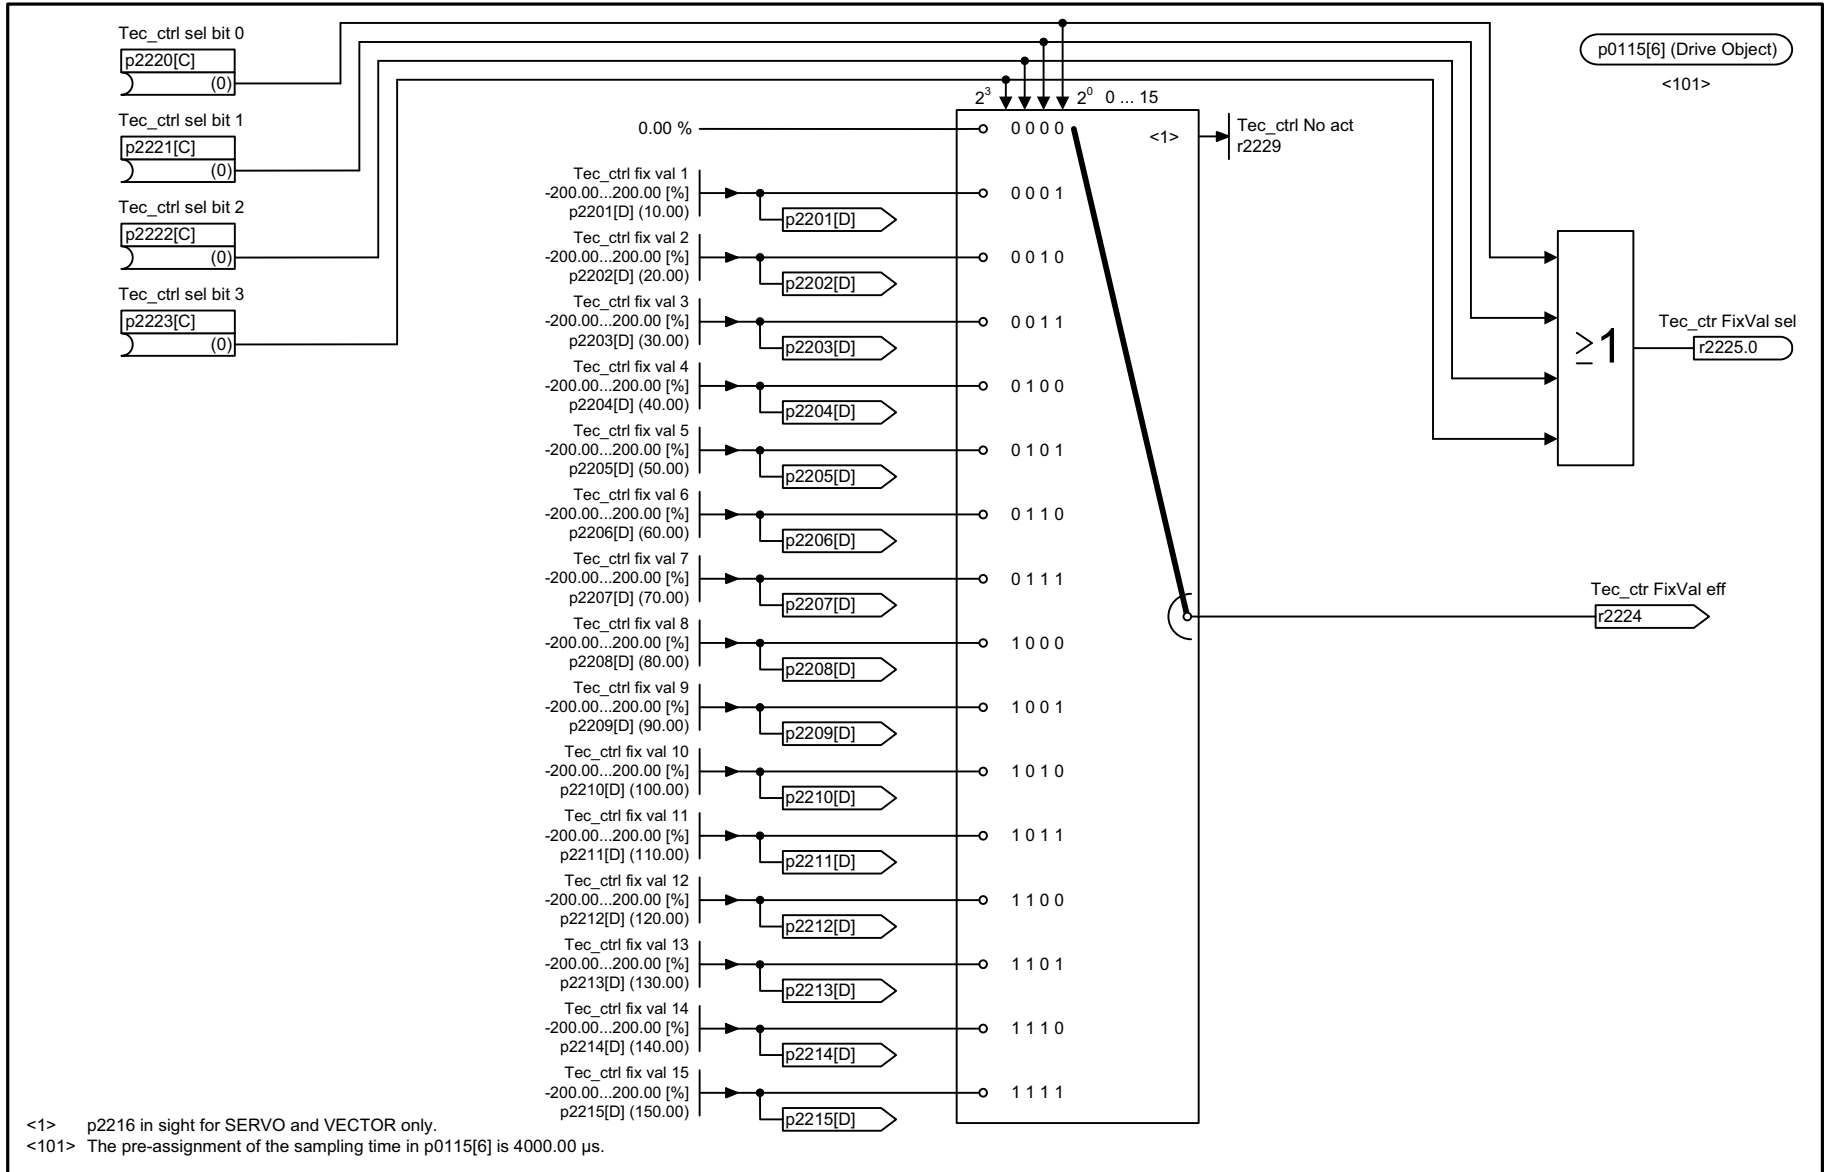 Tec_ctrl sel bit 0
p2220[C]
(0)
Tec_ctrl sel bit 1
p2221[C]
(0)
Tec_ctrl sel bit 2
p2222[C]
(0)
Tec_ctrl sel bit 3
p2223[C]
(0)
p0115[6] (Drive Object)
<101>
2³ 2⁰ 0 ... 15
0.00 % 0 0 0 0
<1>
Tec_ctrl No act
r2229
Tec_ctrl fix val 1
-200.00...200.00 [%] 0 0 0 1
p2201[D] (10.00)
p2201[D]
Tec_ctrl fix val 2
-200.00...200.00 [%] 0 0 1 0
p2202[D] (20.00)
p2202[D]
Tec_ctrl fix val 3
-200.00...200.00 [%] 0 0 1 1
p2203[D] (30.00)
p2203[D]
Tec_ctrl fix val 4
-200.00...200.00 [%] 0 1 0 0
p2204[D] (40.00)
p2204[D]
Tec_ctrl fix val 5
-200.00...200.00 [%] 0 1 0 1
p2205[D] (50.00)
p2205[D]
Tec_ctrl fix val 6
-200.00...200.00 [%] 0 1 1 0
p2206[D] (60.00)
p2206[D]
Tec_ctrl fix val 7
-200.00...200.00 [%] 0 1 1 1
p2207[D] (70.00)
p2207[D]
Tec_ctrl fix val 8
-200.00...200.00 [%] 1 0 0 0
p2208[D] (80.00)
p2208[D]
Tec_ctrl fix val 9
-200.00...200.00 [%] 1 0 0 1
p2209[D] (90.00)
p2209[D]
Tec_ctrl fix val 10
-200.00...200.00 [%] 1 0 1 0
p2210[D] (100.00)
p2210[D]
Tec_ctrl fix val 11
-200.00...200.00 [%] 1 0 1 1
p2211[D] (110.00)
p2211[D]
Tec_ctrl fix val 12
-200.00...200.00 [%] 1 1 0 0
p2212[D] (120.00)
p2212[D]
Tec_ctrl fix val 13
-200.00...200.00 [%] 1 1 0 1
p2213[D] (130.00)
p2213[D]
Tec_ctrl fix val 14
-200.00...200.00 [%] 1 1 1 0
p2214[D] (140.00)
p2214[D]
Tec_ctrl fix val 15
-200.00...200.00 [%] 1 1 1 1
p2215[D] (150.00)
p2215[D]
≥1
Tec_ctr FixVal sel
r2225.0
Tec_ctr FixVal eff
r2224
<1> p2216 in sight for SERVO and VECTOR only.
<101> The pre-assignment of the sampling time in p0115[6] is 4000.00 µs.